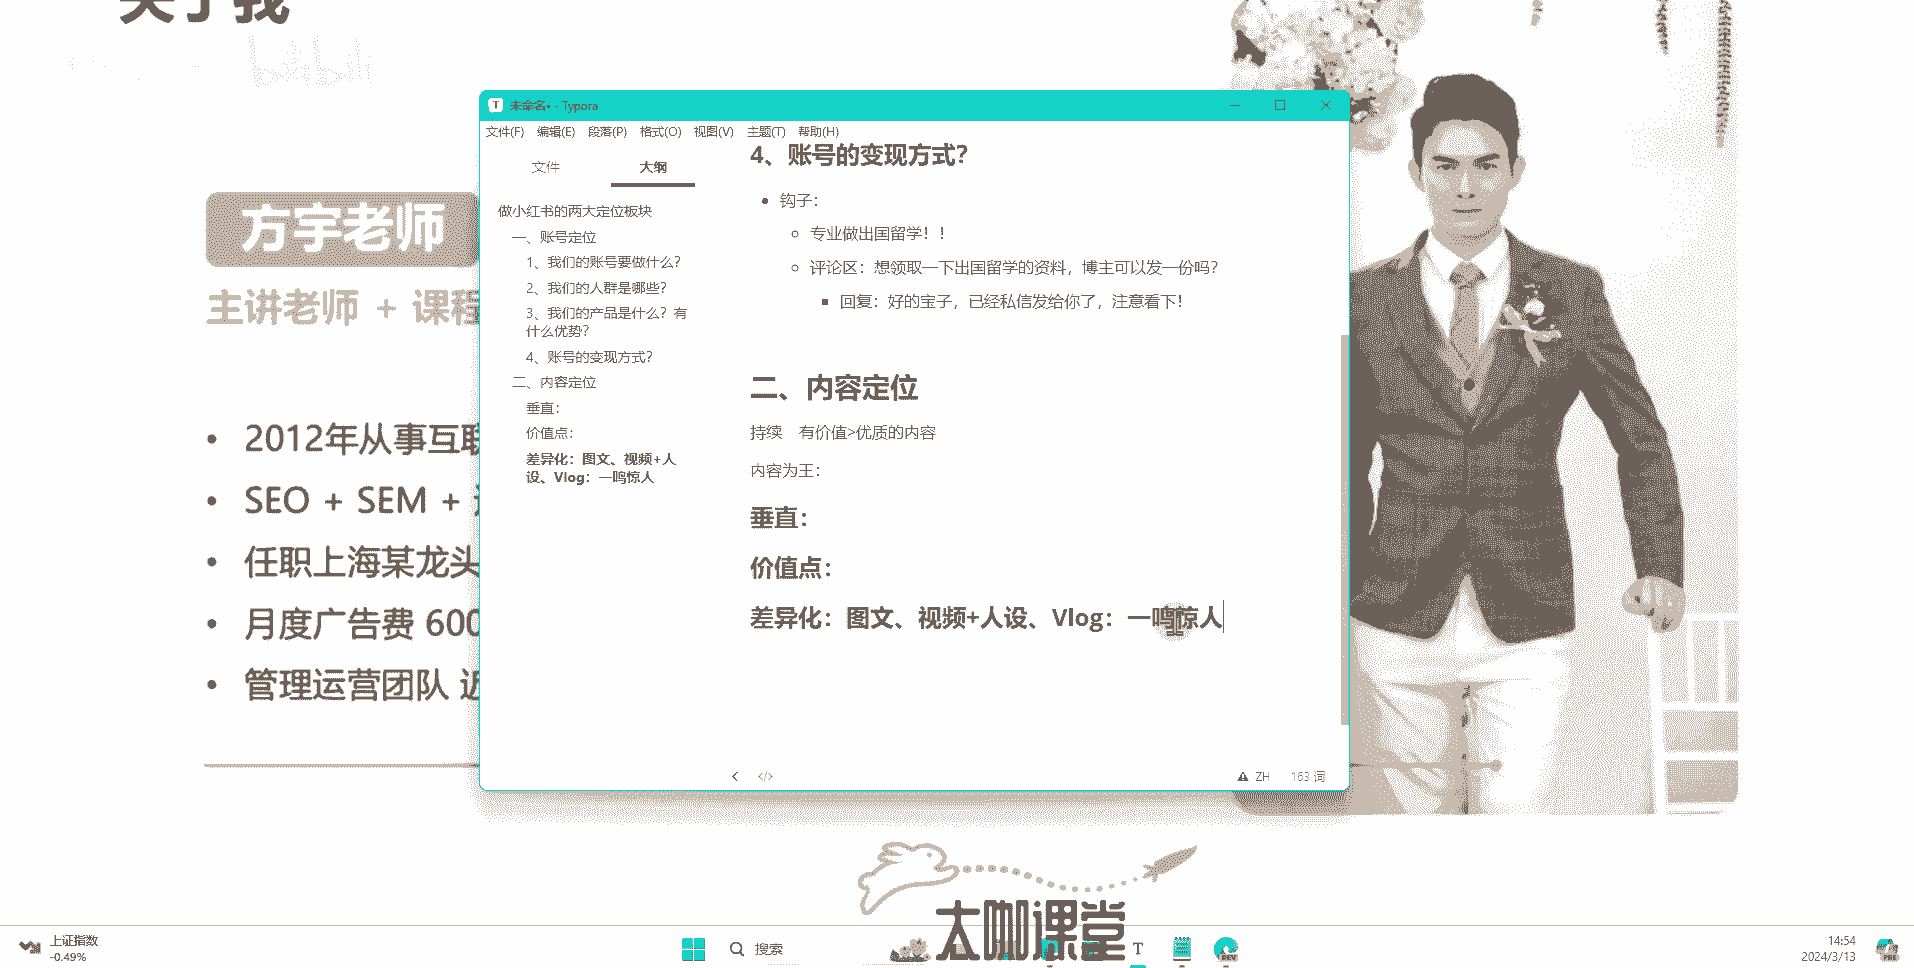 关于我
bilibili
方宇老师
主讲老师 + 课程
• 2012年从事互联
• SEO + SEM +
• 任职上海某龙头
• 月度广告费 600
• 管理运营团队 近
未命名• - Typora
文件(F) 编辑(E) 段落(P) 格式(O) 视图(V) 主题(T) 帮助(H)
文件 大纲
做小红书的两大定位板块
一、账号定位
1、我们的账号要做什么？
2、我们的人群是哪些？
3、我们的产品是什么？有
什么优势？
4、账号的变现方式？
二、内容定位
垂直：
价值点：
差异化：图文、视频+人
设、Vlog：一鸣惊人
4、账号的变现方式？
• 钩子：
专业做出国留学！！
评论区：想领取一下出国留学的资料，博主可以发一份吗？
回复：好的宝子，已经私信发给你了，注意看下！
二、内容定位
持续 有价值>优质的内容
内容为王：
垂直：
价值点：
差异化：图文、视频+人设、Vlog：一鸣惊人
ZH 163 词
太咖课堂
上证指数
-0.49%
搜索
T
DEV
14:54
2024/3/13
PRE